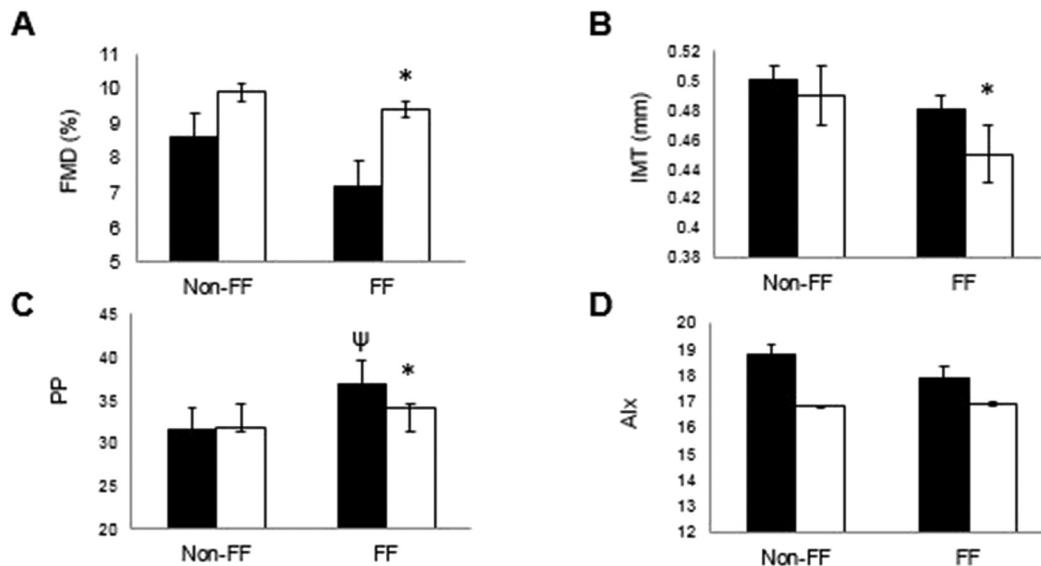 A
FMD (%)
11
10
9
8
7
6
5
*
Non-FF FF
B
IMT (mm)
0.52
0.5
0.48
0.46
0.44
0.42
0.4
0.38
*
Non-FF FF
C
PP
45
40
35
30
25
20
ψ
*
Non-FF FF
D
AIx
20
19
18
17
16
15
14
13
12
Non-FF FF